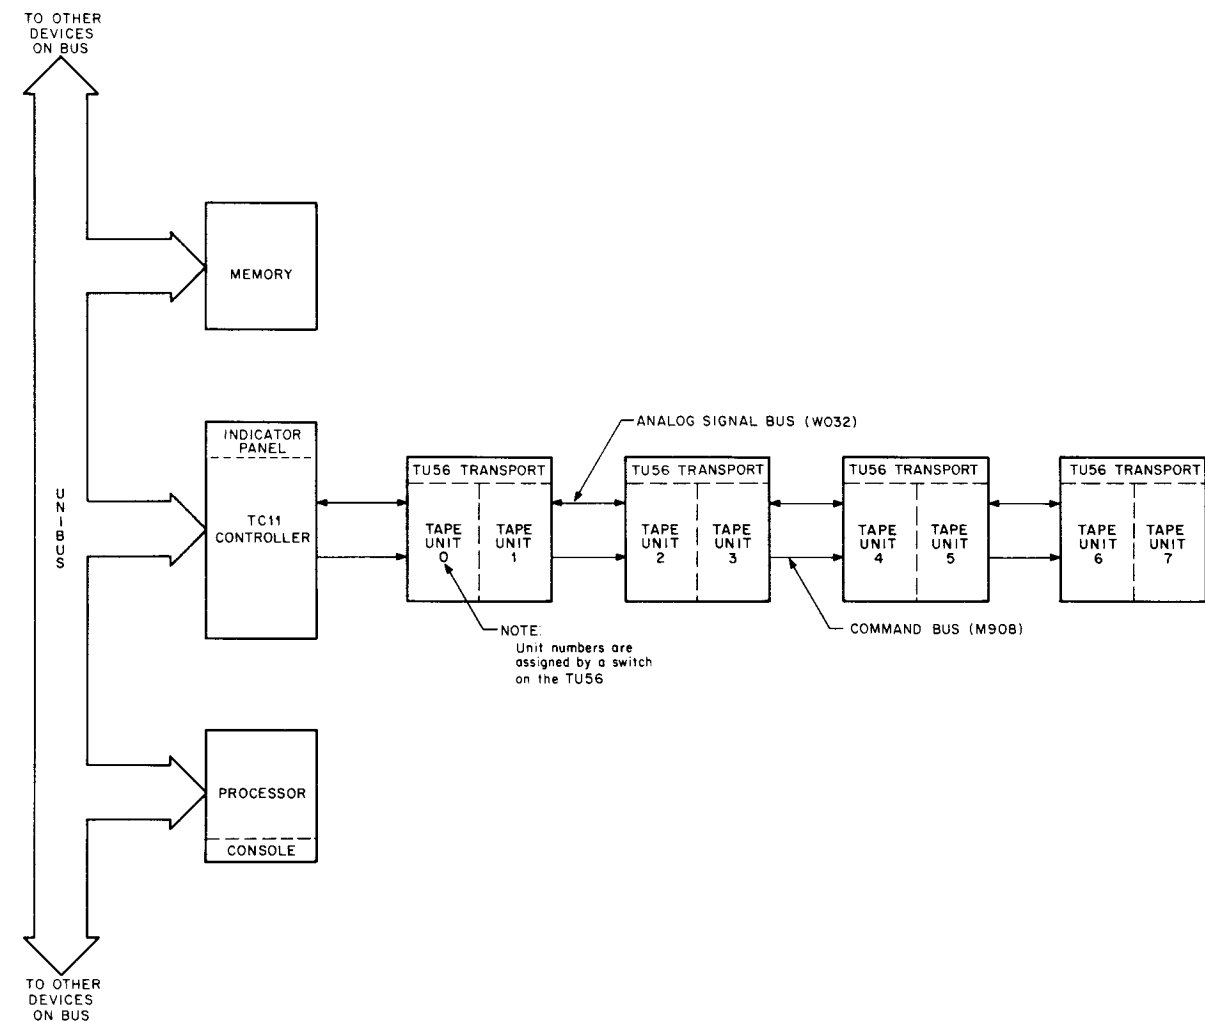 TO OTHER
DEVICES
ON BUS
MEMORY
UNIBUS
INDICATOR
PANEL
TC11
CONTROLLER
ANALOG SIGNAL BUS (W032)
TU56 TRANSPORT
TAPE
UNIT
0
TAPE
UNIT
1
TU56 TRANSPORT
TAPE
UNIT
2
TAPE
UNIT
3
TU56 TRANSPORT
TAPE
UNIT
4
TAPE
UNIT
5
TU56 TRANSPORT
TAPE
UNIT
6
TAPE
UNIT
7
NOTE:
Unit numbers are
assigned by a switch
on the TU56
COMMAND BUS (M908)
PROCESSOR
CONSOLE
TO OTHER
DEVICES
ON BUS